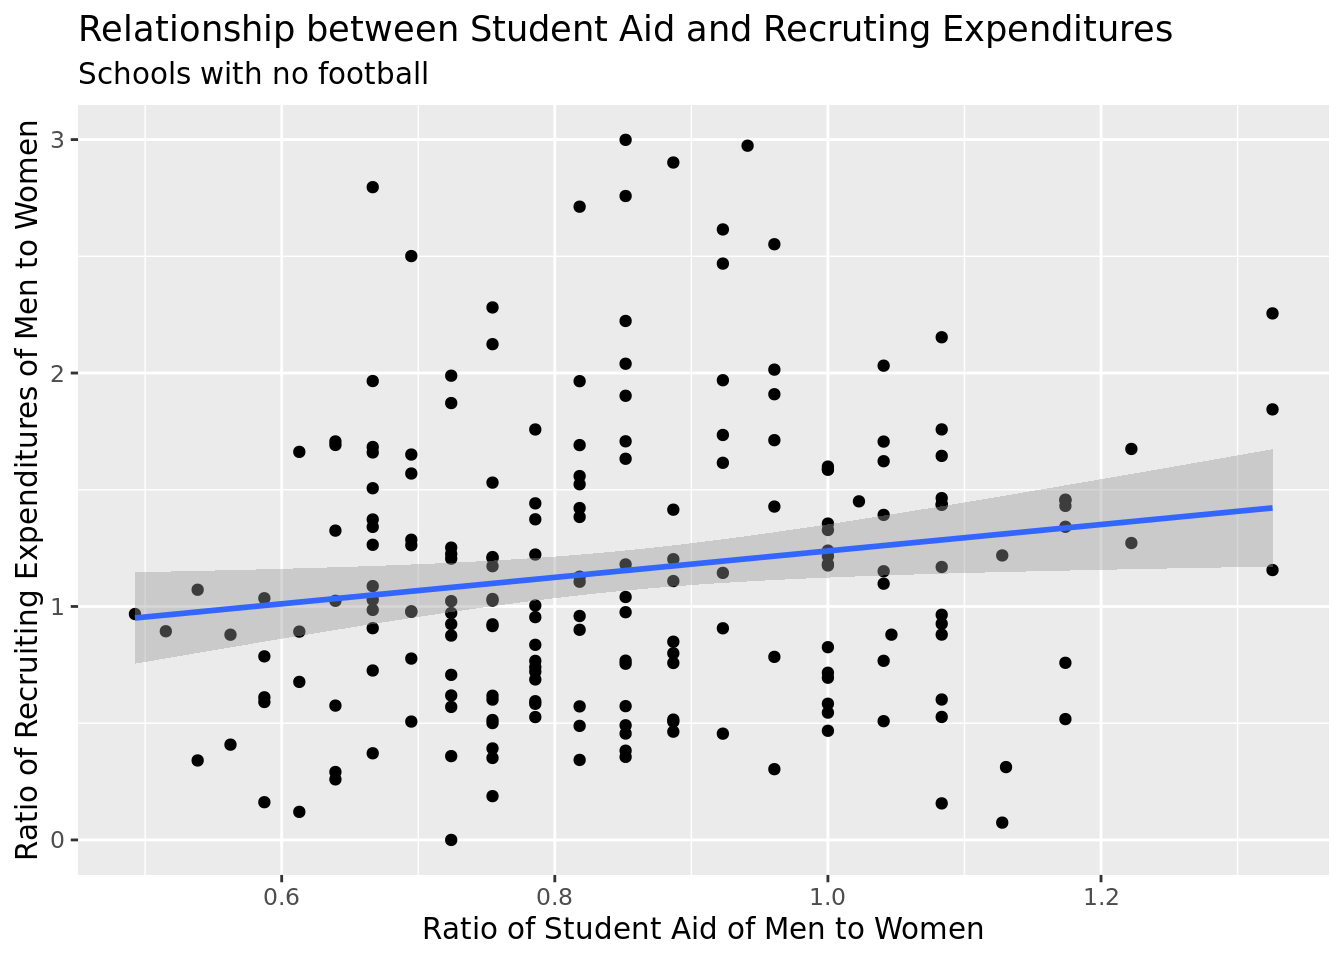 Relationship between Student Aid and Recruting Expenditures
Schools with no football
Ratio of Recruiting Expenditures of Men to Women
3
2
1
0
0.6 0.8 1.0 1.2
Ratio of Student Aid of Men to Women